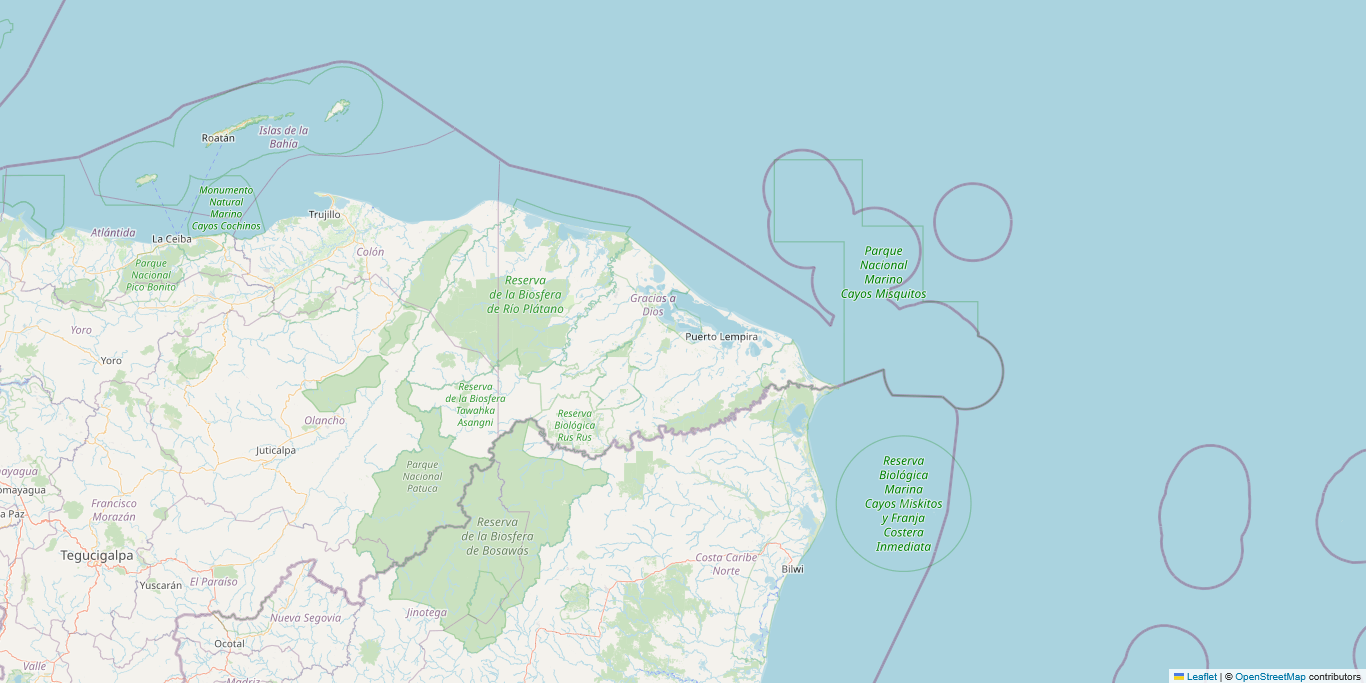 Roatán
Islas de la
Bahía
Monumento
Natural
Marino
Cayos Cochinos
Trujillo
Atlántida
La Ceiba
Colón
Parque
Nacional
Pico Bonito
Parque
Nacional
Marino
Cayos Misquitos
Reserva
de la Biosfera
de Río Plátano
Gracias a
Dios
Puerto Lempira
Yoro
Yoro
Reserva
de la Biosfera
Tawahka
Asangni
Reserva
Biológica
Rus Rus
Olancho
Juticalpa
Parque
Nacional
Patuca
Reserva
Biológica
Marina
Cayos Miskitos
y Franja
Costera
Inmediata
mayagua
omayagua
a Paz
Francisco
Morazán
Reserva
de la Biosfera
de Bosawás
Tegucigalpa
Costa Caribe
Norte
Bilwi
Yuscarán
El Paraíso
Nueva Segovia
Jinotega
Ocotal
Valle
Madriz
Leaflet | © OpenStreetMap contributors